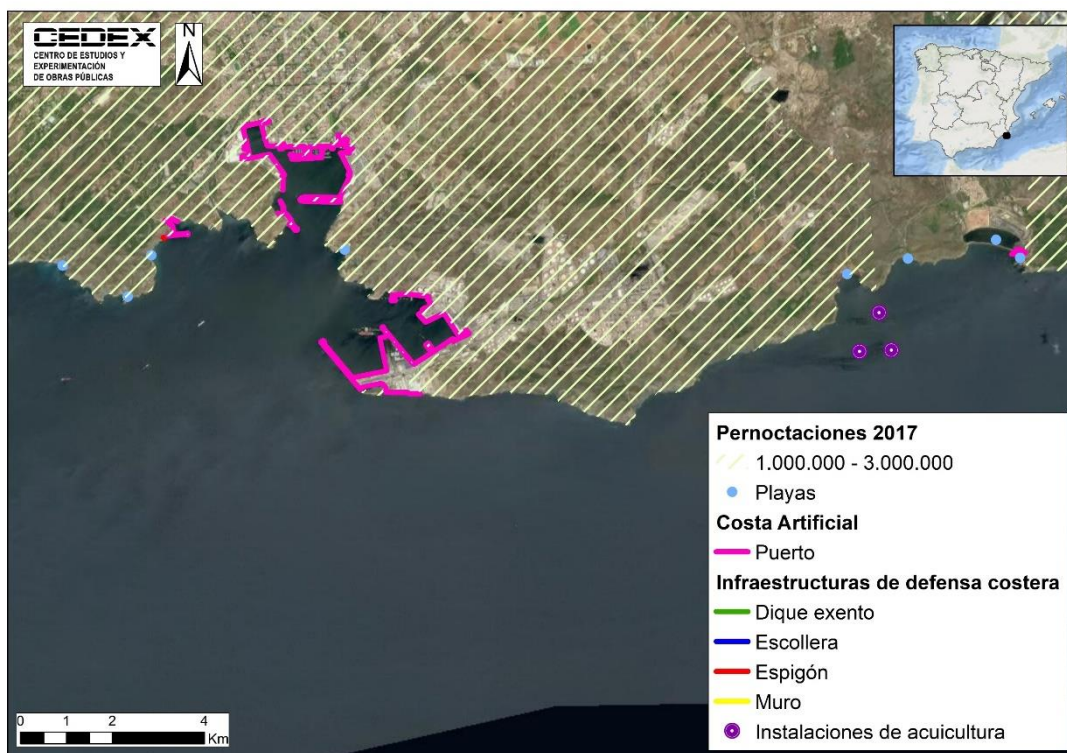 CEDEX
CENTRO DE ESTUDIOS Y
EXPERIMENTACIÓN
DE OBRAS PÚBLICAS
N
Pernoctaciones 2017
1.000.000 - 3.000.000
Playas
Costa Artificial
Puerto
Infraestructuras de defensa costera
Dique exento
Escollera
Espigón
Muro
Instalaciones de acuicultura
0 1 2 4
Km